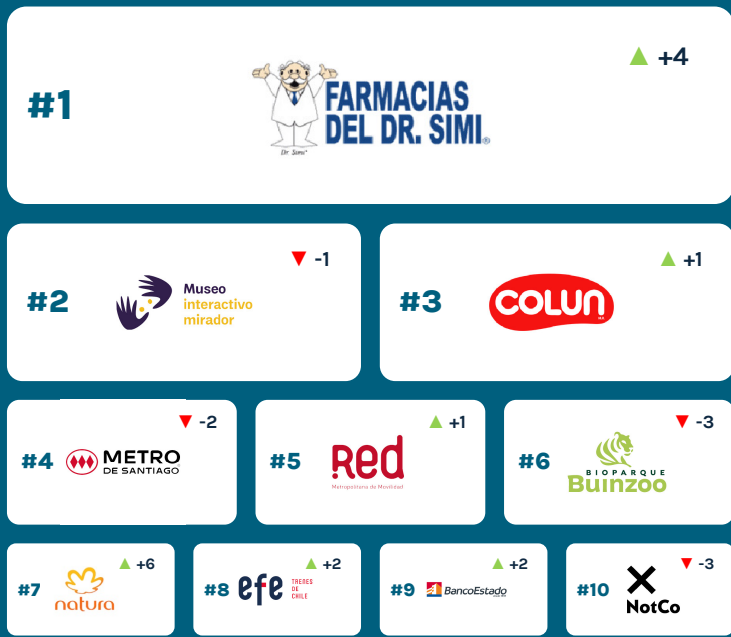 ▲ +4
#1
FARMACIAS
DEL DR. SIMI®
Dr. Simi®
▼ -1
#2
Museo
interactivo
mirador
▲ +1
#3
COLUN
▼ -2
#4
METRO
DE SANTIAGO
▲ +1
#5
Red
Metropolitana de Movilidad
▼ -3
#6
BIOPARQUE
Buinzoo
▲ +6
#7
natura
▲ +2
#8
efe
TRENES
DE
CHILE
▲ +2
#9
BancoEstado
▼ -3
#10
NotCo